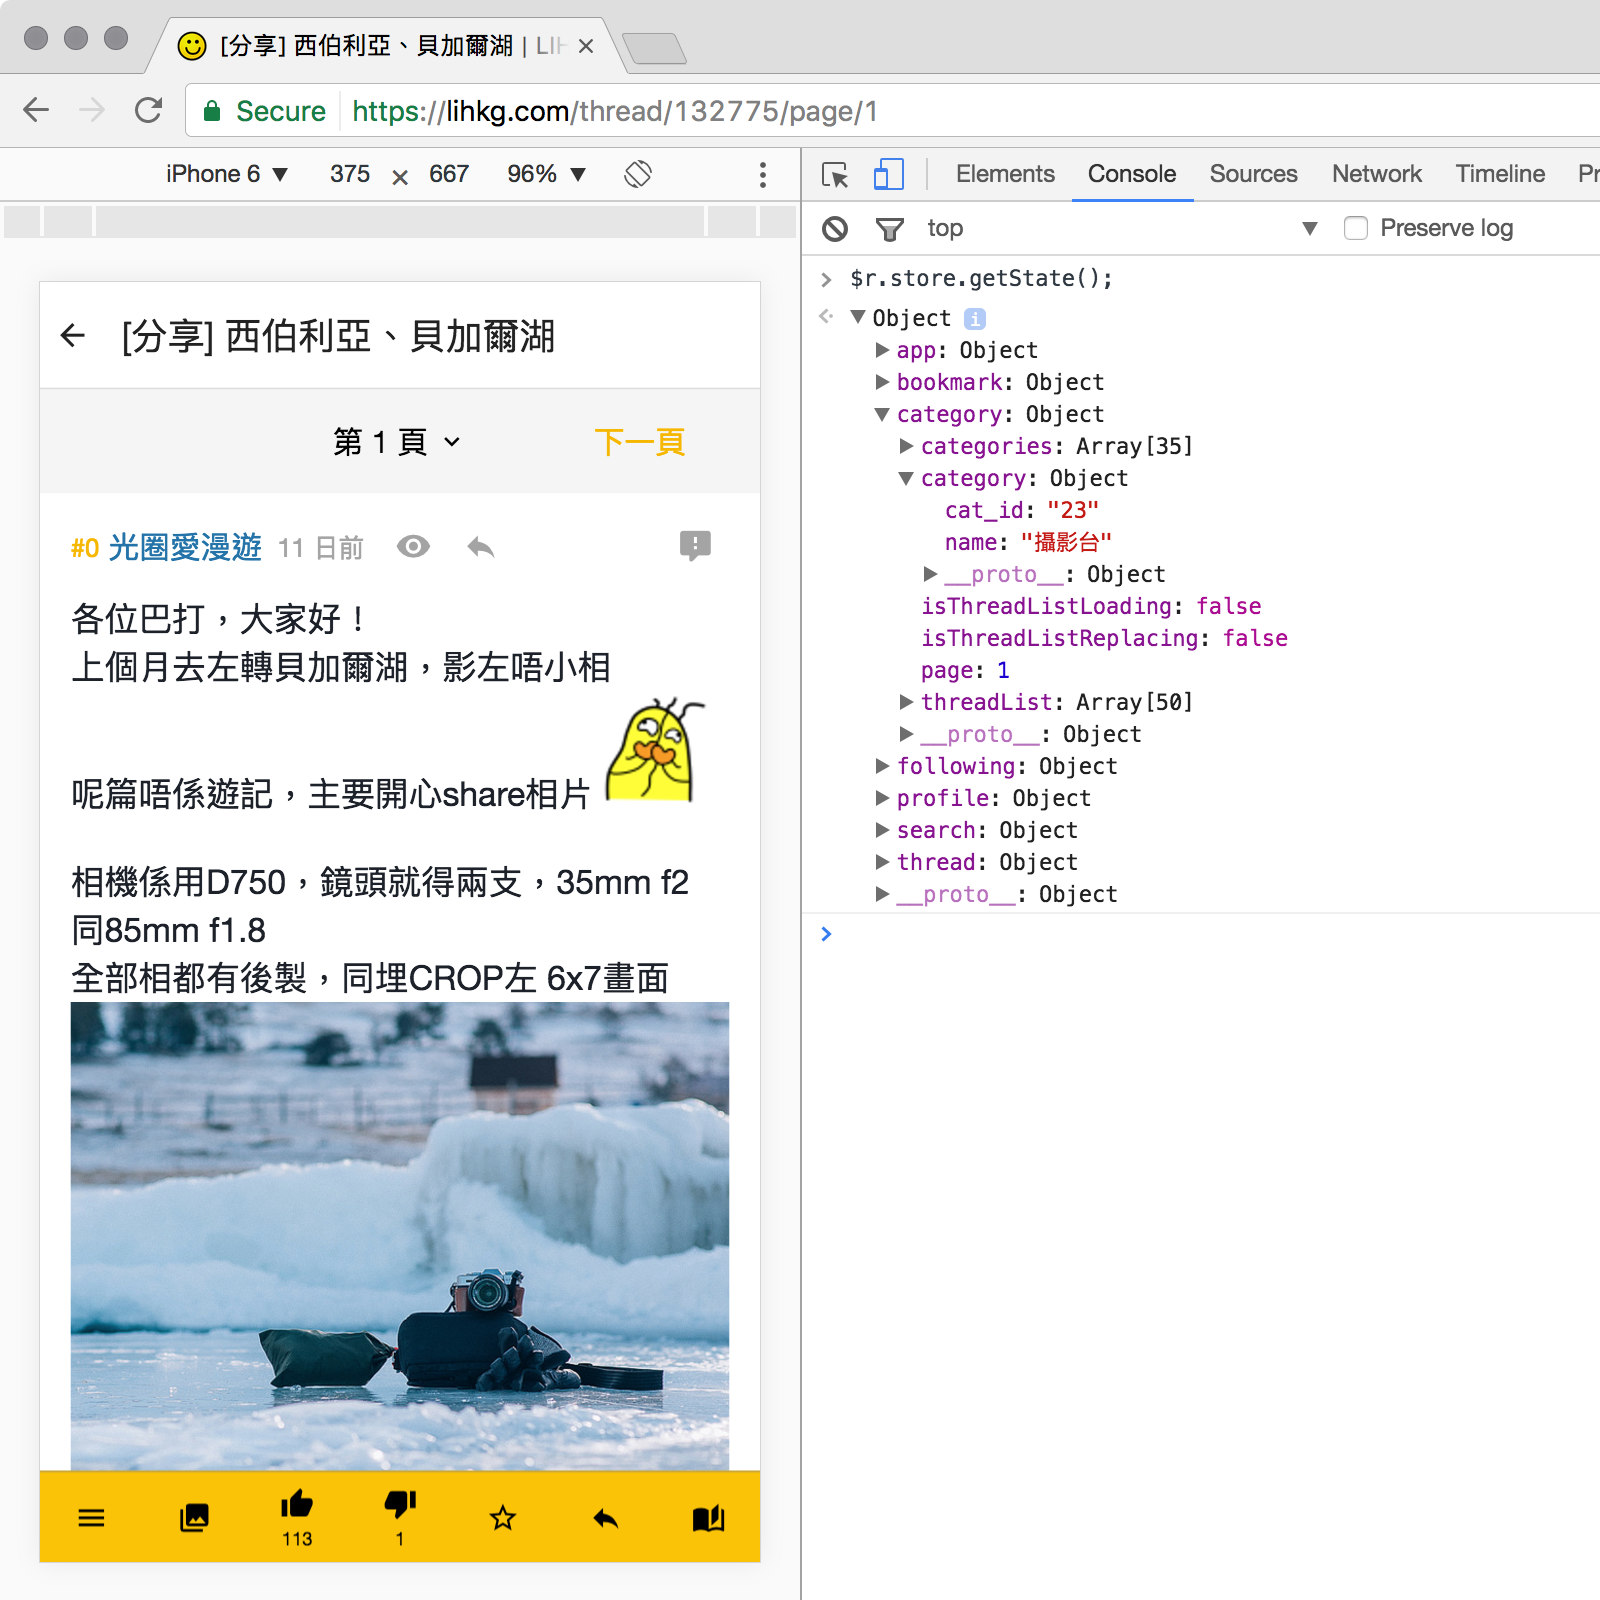 [分享] 西伯利亞、貝加爾湖 | LIH
Secure https://lihkg.com/thread/132775/page/1
iPhone 6 375 × 667 96%
Elements Console Sources Network Timeline Pr
top Preserve log
[分享] 西伯利亞、貝加爾湖
第 1 頁 下一頁
#0 光圈愛漫遊 11 日前
各位巴打，大家好！
上個月去左轉貝加爾湖，影左唔小相
呢篇唔係遊記，主要開心share相片
相機係用D750，鏡頭就得兩支，35mm f2
同85mm f1.8
全部相都有後製，同埋CROP左 6x7畫面
113
1
$r.store.getState();
Object i
app: Object
bookmark: Object
category: Object
categories: Array[35]
category: Object
cat_id: "23"
name: "攝影台"
__proto__: Object
isThreadListLoading: false
isThreadListReplacing: false
page: 1
threadList: Array[50]
__proto__: Object
following: Object
profile: Object
search: Object
thread: Object
__proto__: Object